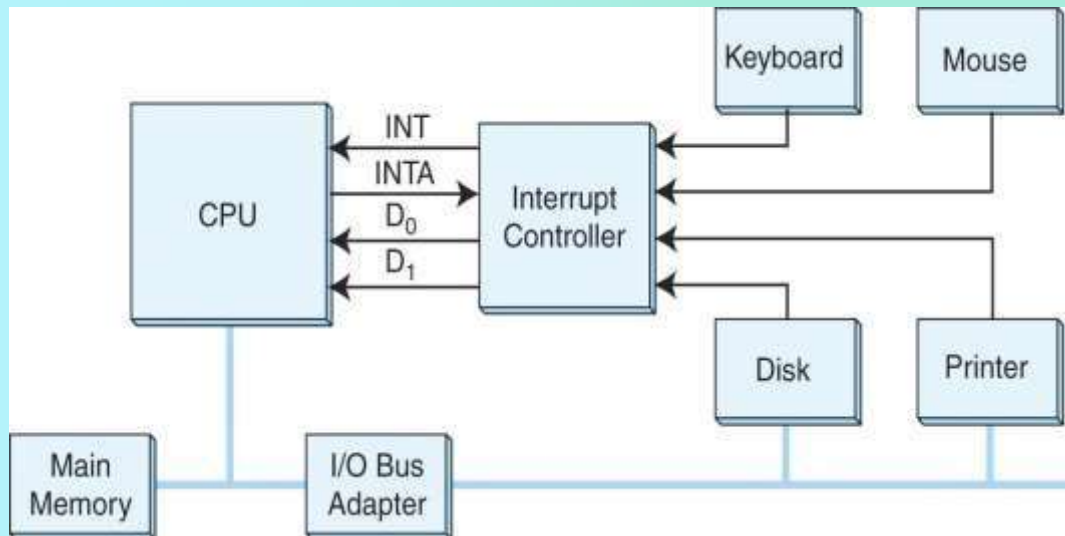 Keyboard
Mouse
INT
INTA
D₀
D₁
CPU
Interrupt
Controller
Disk
Printer
Main
Memory
I/O Bus
Adapter